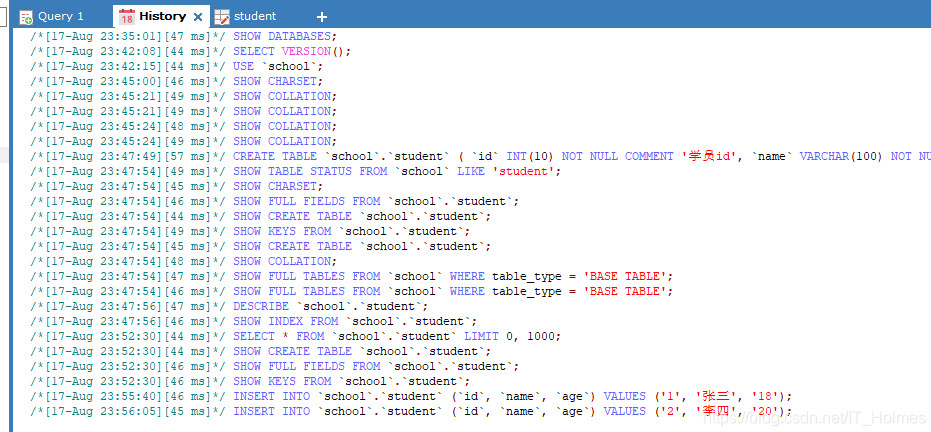 Query 1 History student
/*[17-Aug 23:35:01][47 ms]*/ SHOW DATABASES;
/*[17-Aug 23:42:08][44 ms]*/ SELECT VERSION();
/*[17-Aug 23:42:15][44 ms]*/ USE `school`;
/*[17-Aug 23:45:00][46 ms]*/ SHOW CHARSET;
/*[17-Aug 23:45:21][49 ms]*/ SHOW COLLATION;
/*[17-Aug 23:45:21][49 ms]*/ SHOW COLLATION;
/*[17-Aug 23:45:24][48 ms]*/ SHOW COLLATION;
/*[17-Aug 23:45:24][49 ms]*/ SHOW COLLATION;
/*[17-Aug 23:47:49][57 ms]*/ CREATE TABLE `school`.`student` ( `id` INT(10) NOT NULL COMMENT '学员id', `name` VARCHAR(100) NOT NU
/*[17-Aug 23:47:54][49 ms]*/ SHOW TABLE STATUS FROM `school` LIKE 'student';
/*[17-Aug 23:47:54][45 ms]*/ SHOW CHARSET;
/*[17-Aug 23:47:54][46 ms]*/ SHOW FULL FIELDS FROM `school`.`student`;
/*[17-Aug 23:47:54][44 ms]*/ SHOW CREATE TABLE `school`.`student`;
/*[17-Aug 23:47:54][49 ms]*/ SHOW KEYS FROM `school`.`student`;
/*[17-Aug 23:47:54][45 ms]*/ SHOW CREATE TABLE `school`.`student`;
/*[17-Aug 23:47:54][48 ms]*/ SHOW COLLATION;
/*[17-Aug 23:47:54][47 ms]*/ SHOW FULL TABLES FROM `school` WHERE table_type = 'BASE TABLE';
/*[17-Aug 23:47:54][46 ms]*/ SHOW FULL TABLES FROM `school` WHERE table_type = 'BASE TABLE';
/*[17-Aug 23:47:56][47 ms]*/ DESCRIBE `school`.`student`;
/*[17-Aug 23:47:56][46 ms]*/ SHOW INDEX FROM `school`.`student`;
/*[17-Aug 23:52:30][44 ms]*/ SELECT * FROM `school`.`student` LIMIT 0, 1000;
/*[17-Aug 23:52:30][44 ms]*/ SHOW CREATE TABLE `school`.`student`;
/*[17-Aug 23:52:30][46 ms]*/ SHOW FULL FIELDS FROM `school`.`student`;
/*[17-Aug 23:52:30][46 ms]*/ SHOW KEYS FROM `school`.`student`;
/*[17-Aug 23:55:40][46 ms]*/ INSERT INTO `school`.`student` (`id`, `name`, `age`) VALUES ('1', '张三', '18');
/*[17-Aug 23:56:05][45 ms]*/ INSERT INTO `school`.`student` (`id`, `name`, `age`) VALUES ('2', '李四', '20');
https://blog.csdn.net/IT_Holmes